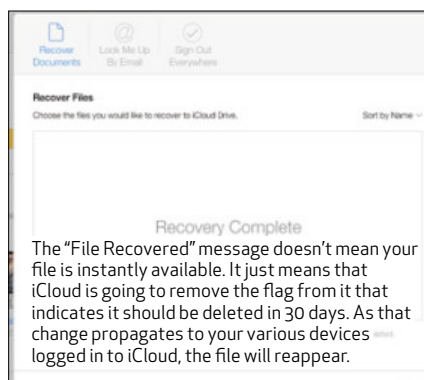 Recover Look Me Up Sign Out
Documents By Email Everywhere
Recover Files
Choose the files you would like to recover to iCloud Drive. Sort by Name
Recovery Complete
The “File Recovered” message doesn’t mean your
file is instantly available. It just means that
iCloud is going to remove the flag from it that
indicates it should be deleted in 30 days. As that
change propagates to your various devices
logged in to iCloud, the file will reappear.